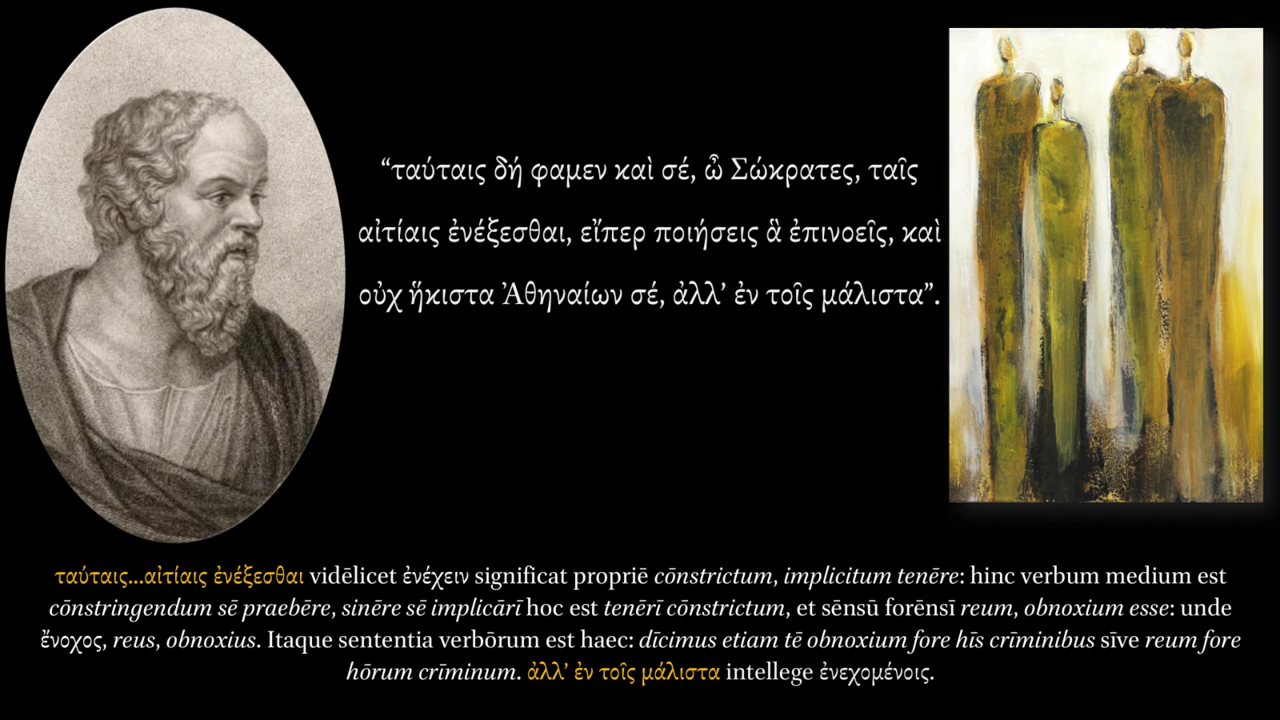 “ταύταις δή φαμεν καὶ σέ, ὦ Σώκρατες, ταῖς
αἰτίαις ἐνέξεσθαι, εἴπερ ποιήσεις ἃ ἐπινοεῖς, καὶ
οὐχ ἥκιστα Ἀθηναίων σέ, ἀλλ’ ἐν τοῖς μάλιστα”.
ταύταις...αἰτίαις ἐνέξεσθαι vidēlicet ἐνέχειν significat propriē cōnstrictum, implicitum tenēre: hinc verbum medium est
cōnstringendum sē praebēre, sinēre sē implicārī hoc est tenērī cōnstrictum, et sēnsū forēnsī reum, obnoxium esse: unde
ἔνοχος, reus, obnoxius. Itaque sententia verbōrum est haec: dīcimus etiam tē obnoxium fore hīs crīminibus sīve reum fore
hōrum crīminum. ἀλλ’ ἐν τοῖς μάλιστα intellege ἐνεχομένοις.